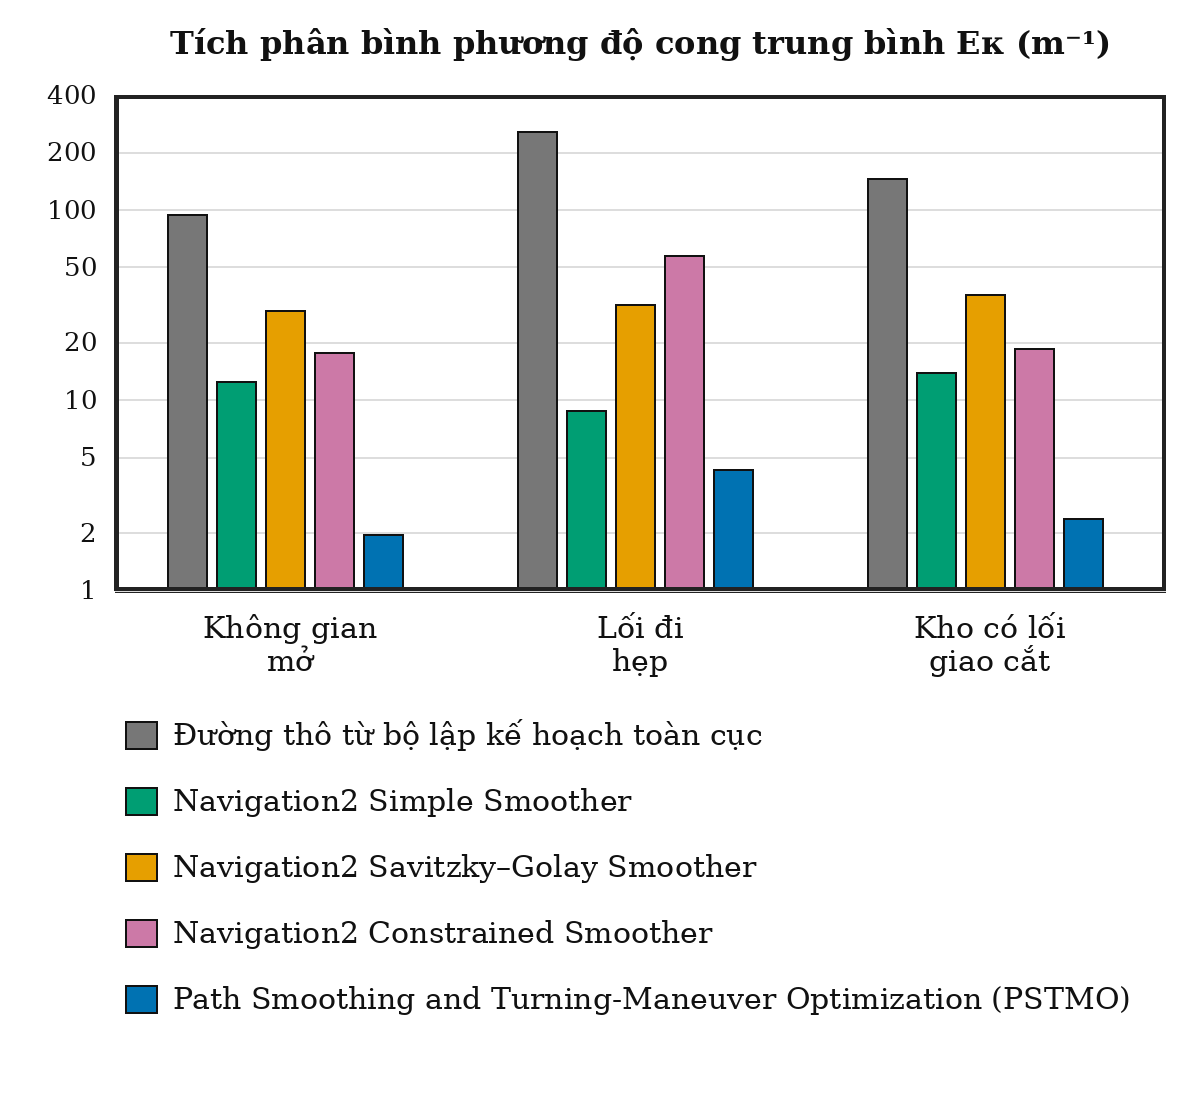 Tích phân bình phương độ cong trung bình Eκ (m⁻¹)
400
200
100
50
20
10
5
2
1
Không gian
mở
Lối đi
hẹp
Kho có lối
giao cắt
Đường thô từ bộ lập kế hoạch toàn cục
Navigation2 Simple Smoother
Navigation2 Savitzky–Golay Smoother
Navigation2 Constrained Smoother
Path Smoothing and Turning-Maneuver Optimization (PSTMO)